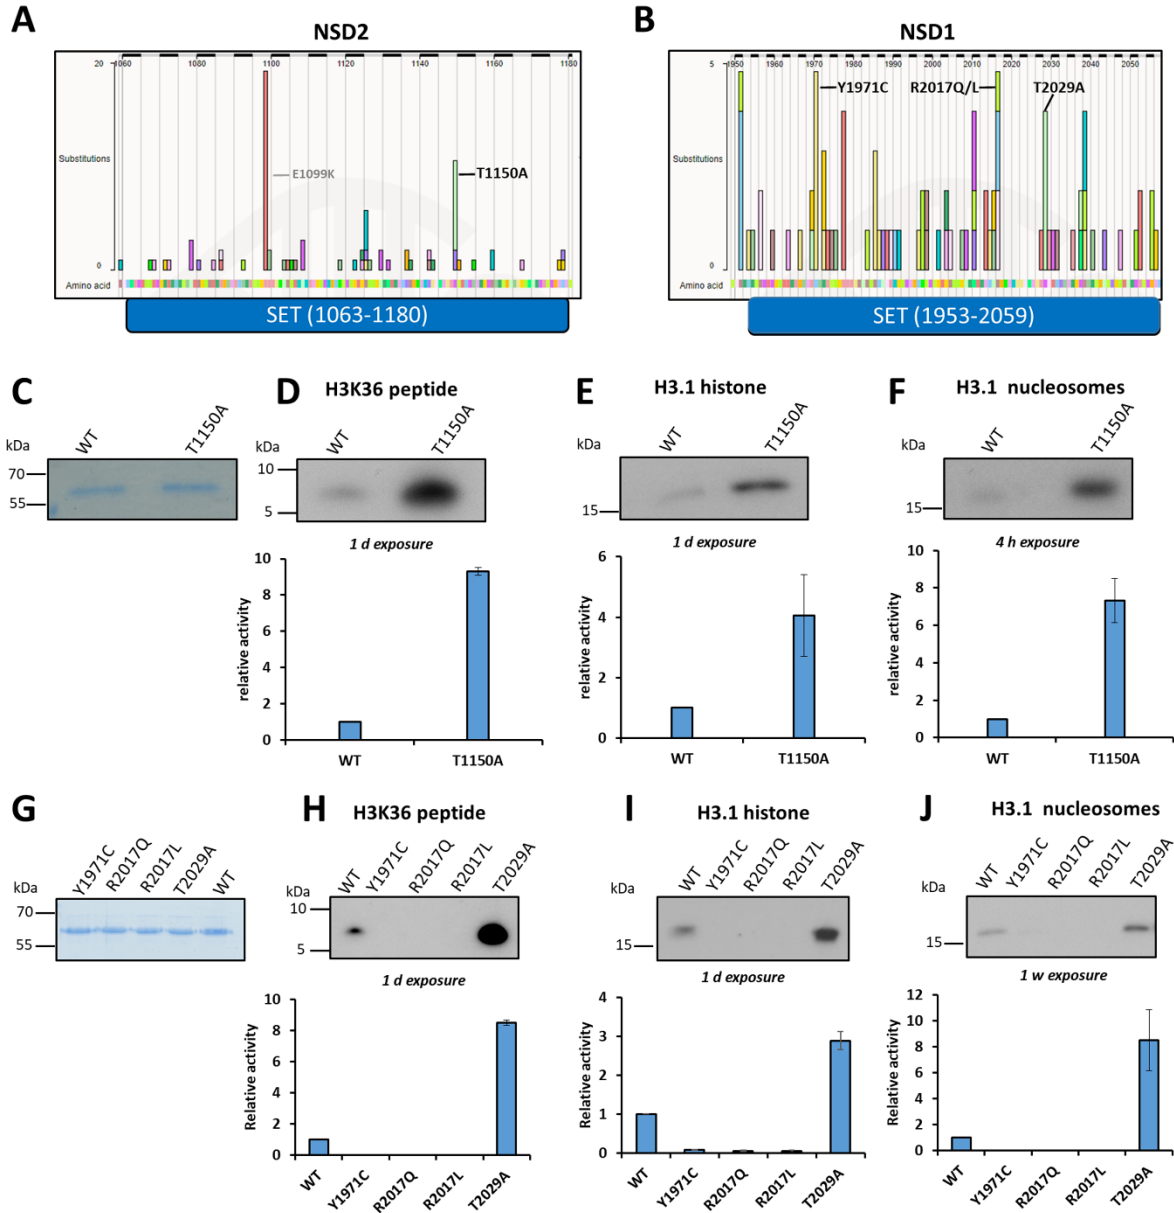 A
NSD2
20
1060 1080 1100 1120 1140 1160 1180
Substitutions
E1099K
T1150A
0
Amino acid
SET (1063-1180)
B
NSD1
5
1950 1960 1970 1980 1990 2000 2010 2020 2030 2040 2050
Y1971C
R2017Q/L
T2029A
Substitutions
0
Amino acid
SET (1953-2059)
C
kDa
WT
T1150A
70
55
D
H3K36 peptide
kDa
WT
T1150A
10
5
1 d exposure
relative activity
10
8
6
4
2
0
WT
T1150A
E
H3.1 histone
kDa
WT
T1150A
15
1 d exposure
relative activity
6
4
2
0
WT
T1150A
F
H3.1 nucleosomes
kDa
WT
T1150A
15
4 h exposure
relative activity
10
8
6
4
2
0
WT
T1150A
G
kDa
Y1971C
R2017Q
R2017L
T2029A
WT
70
55
H
H3K36 peptide
kDa
WT
Y1971C
R2017Q
R2017L
T2029A
10
5
1 d exposure
Relative activity
10
8
6
4
2
0
WT
Y1971C
R2017Q
R2017L
T2029A
I
H3.1 histone
kDa
WT
Y1971C
R2017Q
R2017L
T2029A
15
1 d exposure
Relative activity
4
3
2
1
0
WT
Y1971C
R2017Q
R2017L
T2029A
J
H3.1 nucleosomes
kDa
WT
Y1971C
R2017Q
R2017L
T2029A
15
1 w exposure
Relative activity
12
10
8
6
4
2
0
WT
Y1971C
R2017Q
R2017L
T2029A